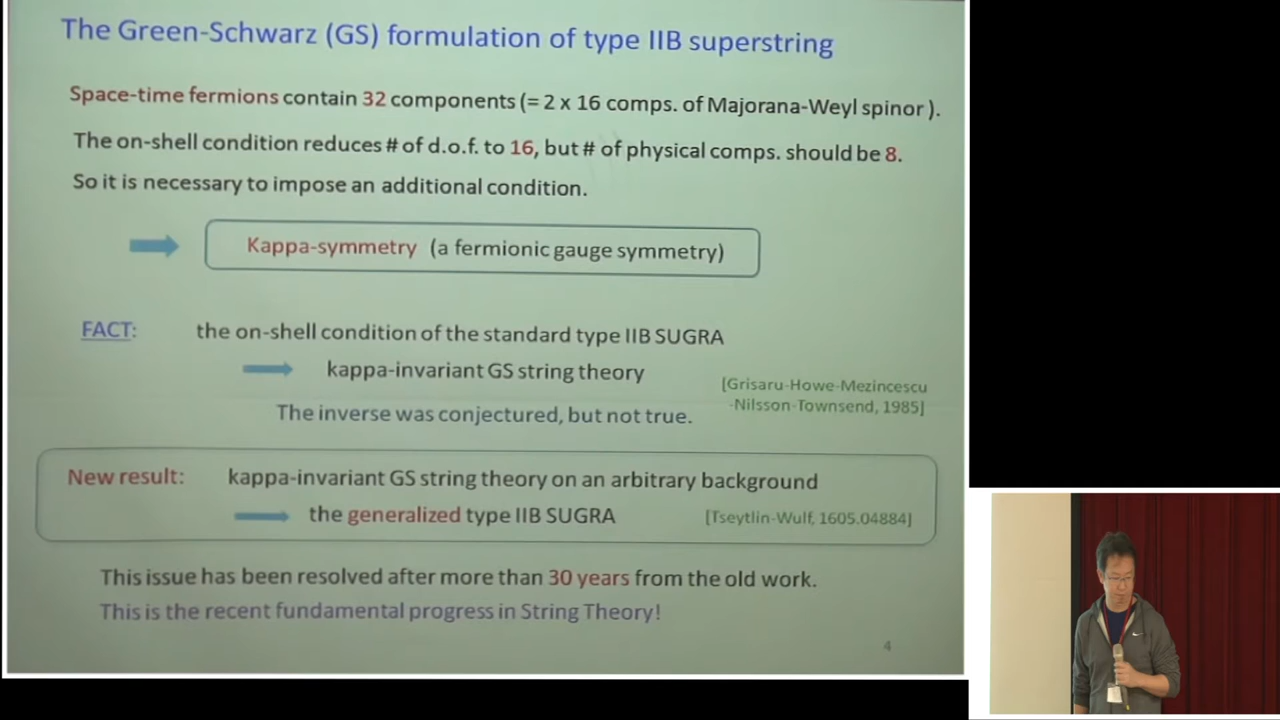 The Green-Schwarz (GS) formulation of type IIB superstring
Space-time fermions contain 32 components (= 2 x 16 comps. of Majorana-Weyl spinor ).
The on-shell condition reduces # of d.o.f. to 16, but # of physical comps. should be 8.
So it is necessary to impose an additional condition.
Kappa-symmetry (a fermionic gauge symmetry)
FACT: the on-shell condition of the standard type IIB SUGRA
kappa-invariant GS string theory
[Grisaru-Howe-Mezincescu
-Nilsson-Townsend, 1985]
The inverse was conjectured, but not true.
New result: kappa-invariant GS string theory on an arbitrary background
the generalized type IIB SUGRA [Tseytlin-Wulf, 1605.04884]
This issue has been resolved after more than 30 years from the old work.
This is the recent fundamental progress in String Theory!
4